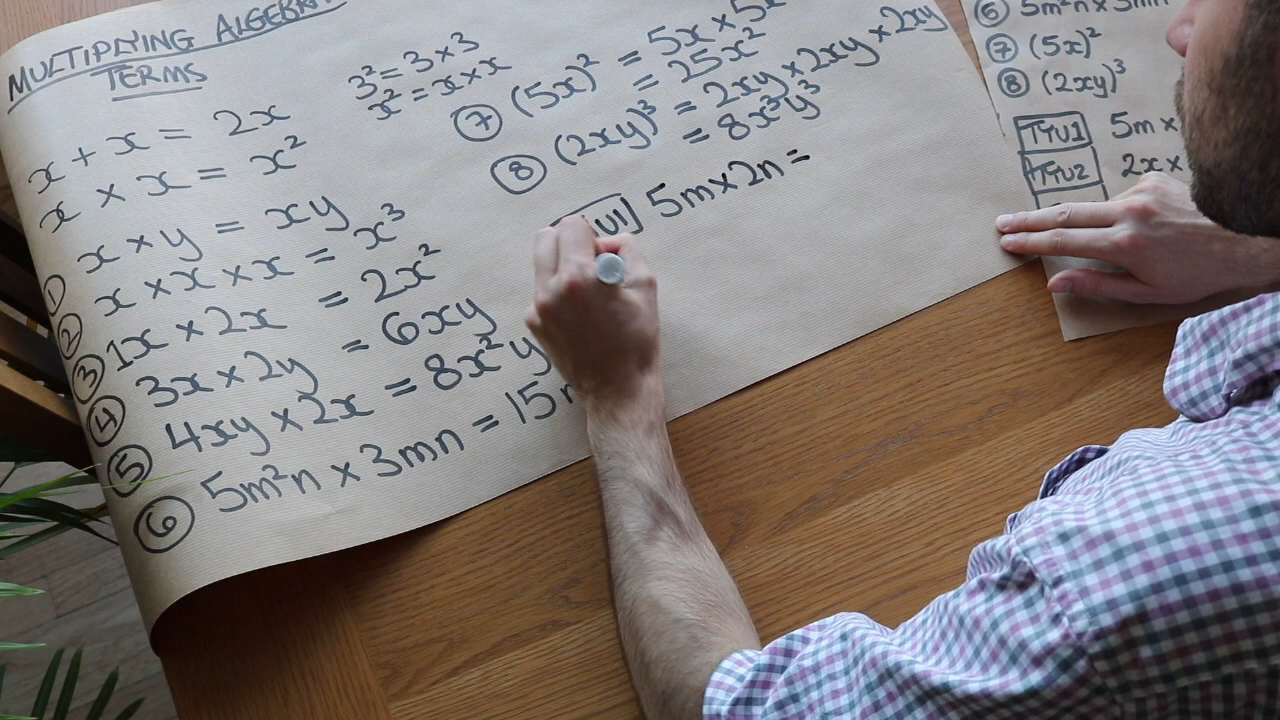 MULTIPLYING
TERMS
x + x = 2x
x × x = x²
3² = 3 × 3
x² = x × x
① x × y = xy
② x × x × x = x³
③ 1x × 2x = 2x²
④ 3x × 2y = 6xy
⑤ 4xy × 2x = 8x²y
⑥ 5m²n × 3mn = 15
⑦ (5x)² = 5x × 5x
= 25x²
⑧ (2xy)³ = 2xy × 2xy × 2xy
= 8x³y³
5m × 2n =
⑥ 5m²n × 3mn
⑦ (5x)²
⑧ (2xy)³
TYU1 5m ×
TYU2 2x ×